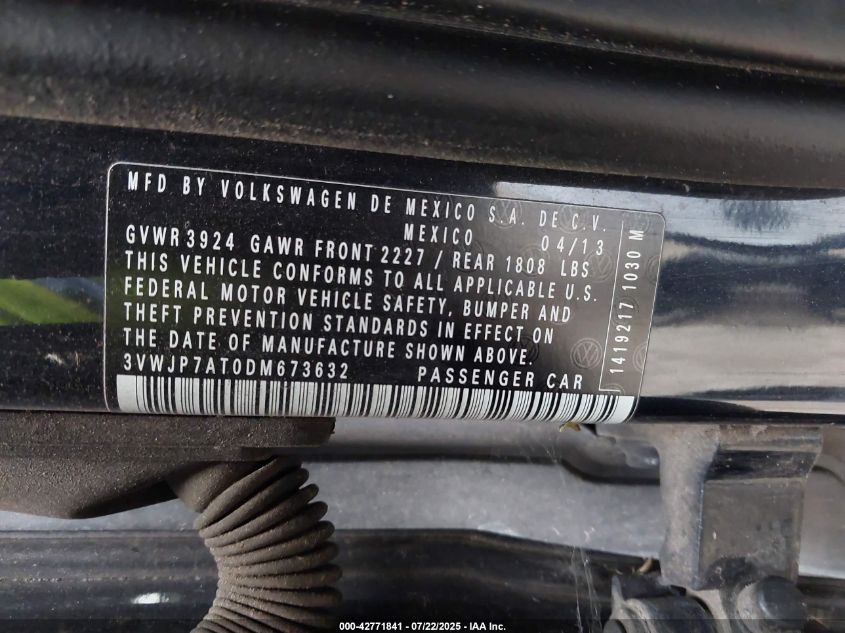 MFD BY VOLKSWAGEN DE MEXICO S.A. DE C.V.
MEXICO 04/13
GVWR 3924 GAWR FRONT 2227 / REAR 1808 LBS
THIS VEHICLE CONFORMS TO ALL APPLICABLE U.S.
FEDERAL MOTOR VEHICLE SAFETY, BUMPER AND
THEFT PREVENTION STANDARDS IN EFFECT ON
THE DATE OF MANUFACTURE SHOWN ABOVE.
3VWJP7AT0DM673632 PASSENGER CAR
1419217 1030 M
000-42771841 - 07/22/2025 - IAA Inc.